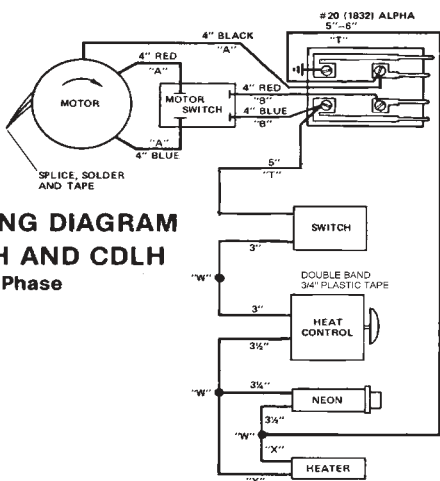 #20 (1832) ALPHA
5"-6"
"T"
4" BLACK
"A"
4" RED
"A"
MOTOR
MOTOR
SWITCH
4" RED
"B"
4" BLUE
"B"
"A"
4" BLUE
SPLICE, SOLDER
AND TAPE
5"
"T"
NG DIAGRAM
H AND CDLH
Phase
SWITCH
3"
"W"
DOUBLE BAND
3/4" PLASTIC TAPE
3"
HEAT
CONTROL
3½"
"W"
3¼"
NEON
3½"
"W"
"X"
HEATER
"X"